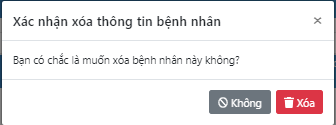 Xác nhận xóa thông tin bệnh nhân ×
Bạn có chắc là muốn xóa bệnh nhân này không?
Không Xóa